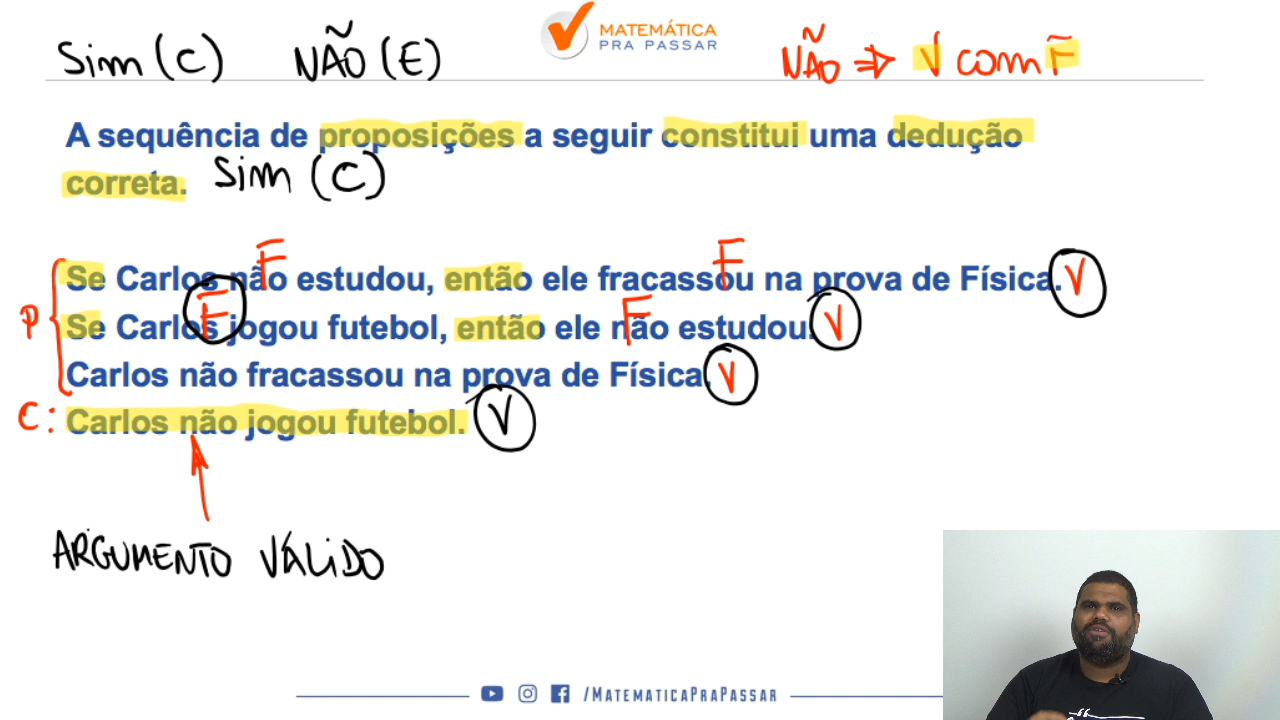 MATEMÁTICA
PRA PASSAR
Sim (C) NÃO (E) NÃO ⇒ V com F
A sequência de proposições a seguir constitui uma dedução
correta. Sim (C)
F F
Se Carlos não estudou, então ele fracassou na prova de Física. V
F F
P Se Carlos jogou futebol, então ele não estudou. V
Carlos não fracassou na prova de Física. V
C: Carlos não jogou futebol. V
ARGUMENTO VÁLIDO
/MATEMATICAPRAPASSAR